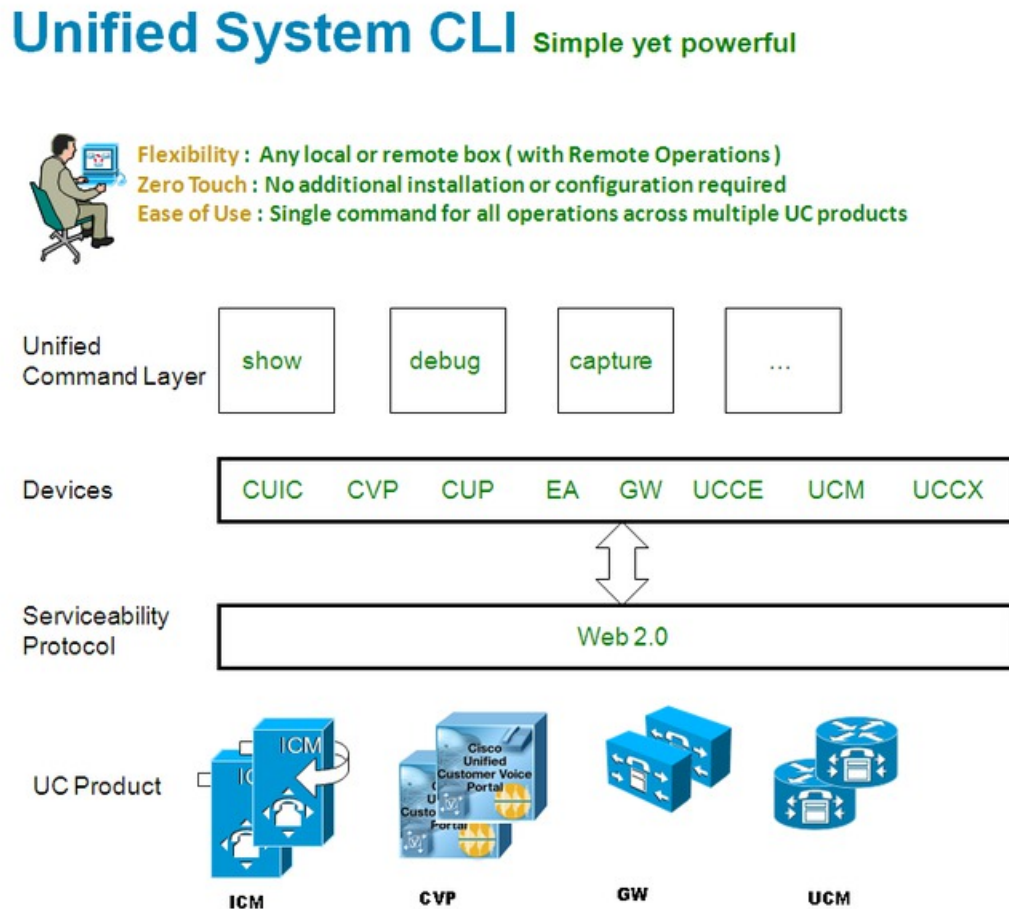 Unified System CLI Simple yet powerful
Flexibility : Any local or remote box ( with Remote Operations )
Zero Touch : No additional installation or configuration required
Ease of Use : Single command for all operations across multiple UC products
Unified
Command Layer
show
debug
capture
...
Devices
CUIC CVP CUP EA GW UCCE UCM UCCX
Serviceability
Protocol
Web 2.0
UC Product
ICM
IC
Cisco
Unified
Customer Voice
Portal
C
U
Custo
Portal
ICM
CVP
GW
UCM